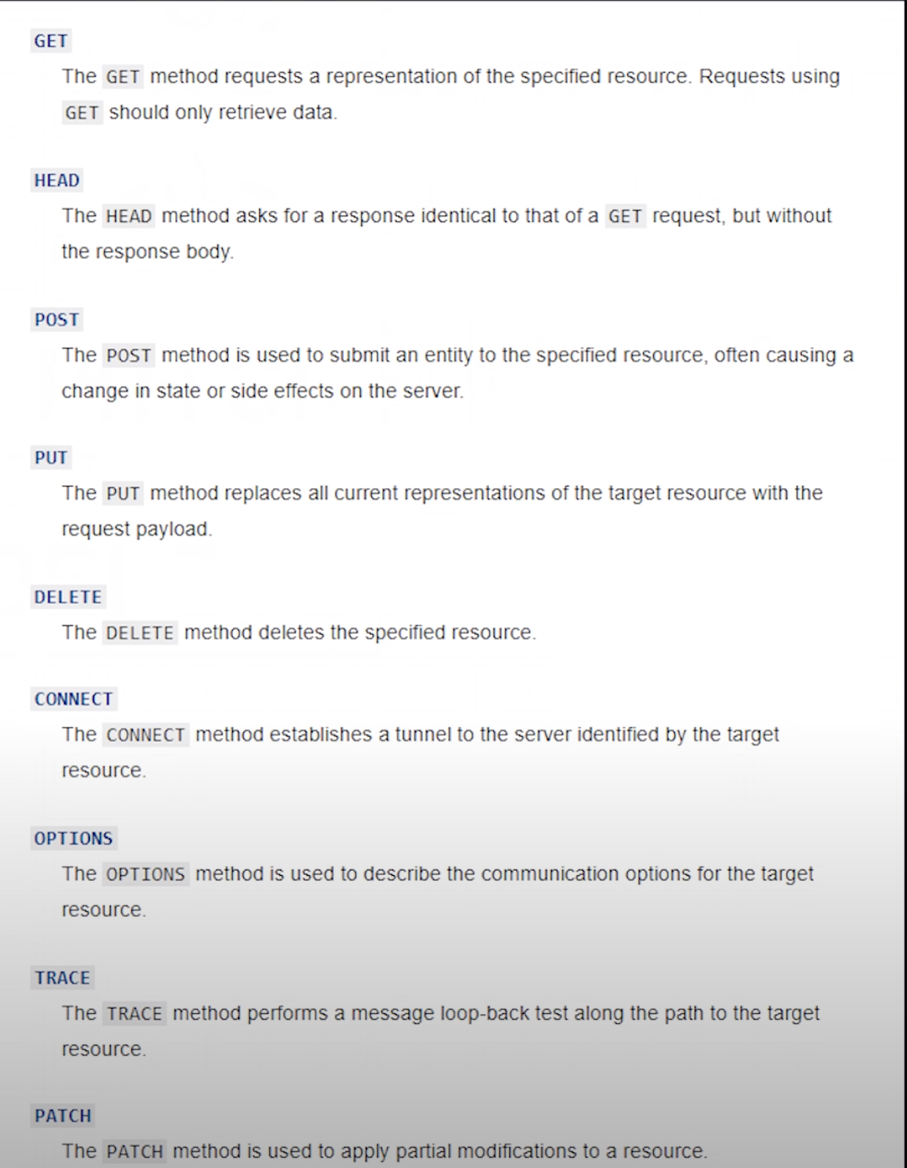 GET
The GET method requests a representation of the specified resource. Requests using
GET should only retrieve data.
HEAD
The HEAD method asks for a response identical to that of a GET request, but without
the response body.
POST
The POST method is used to submit an entity to the specified resource, often causing a
change in state or side effects on the server.
PUT
The PUT method replaces all current representations of the target resource with the
request payload.
DELETE
The DELETE method deletes the specified resource.
CONNECT
The CONNECT method establishes a tunnel to the server identified by the target
resource.
OPTIONS
The OPTIONS method is used to describe the communication options for the target
resource.
TRACE
The TRACE method performs a message loop-back test along the path to the target
resource.
PATCH
The PATCH method is used to apply partial modifications to a resource.